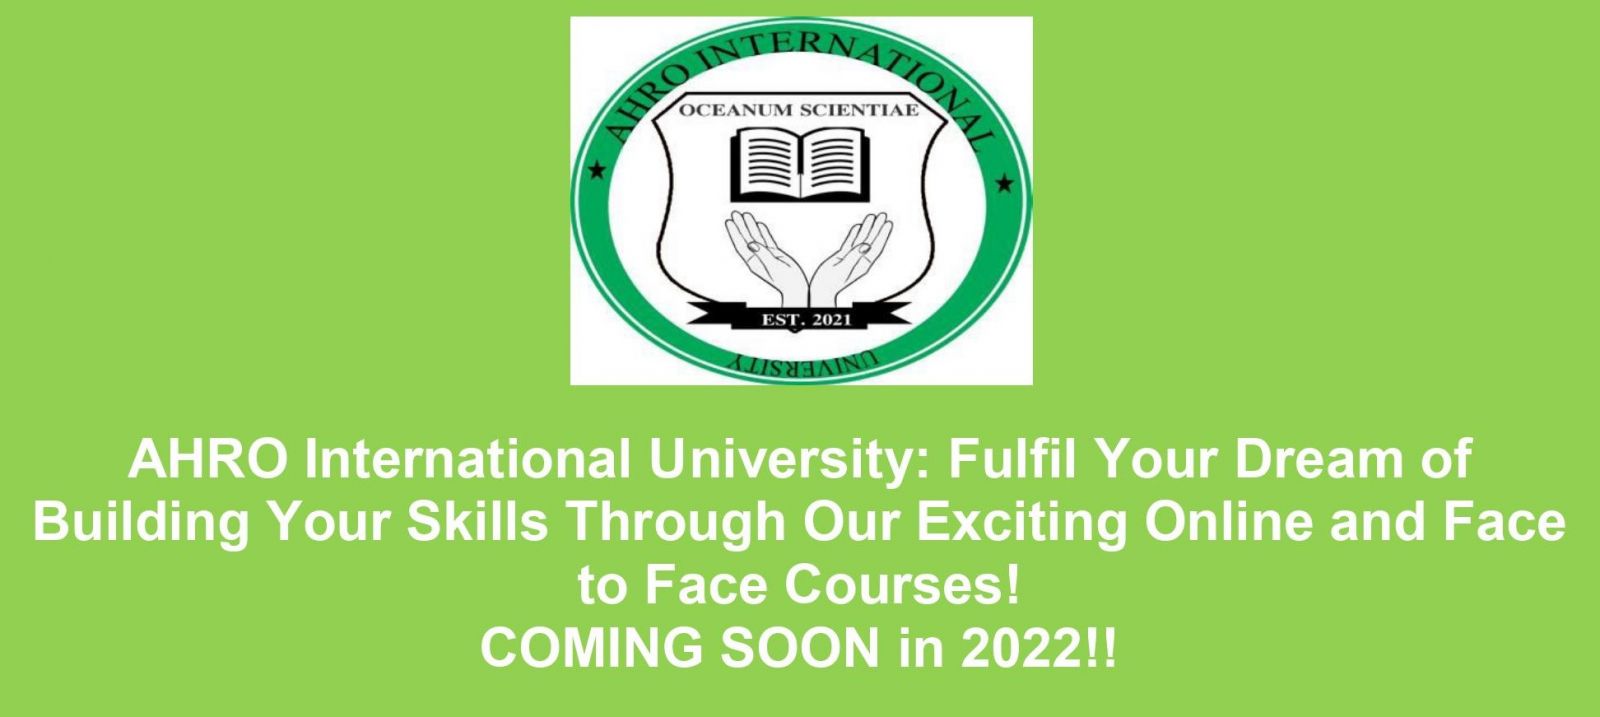 AHRO INTERNATIONAL
OCEANUM SCIENTIAE
EST. 2021
UNIVERSITY
AHRO International University: Fulfil Your Dream of
Building Your Skills Through Our Exciting Online and Face
to Face Courses!
COMING SOON in 2022!!